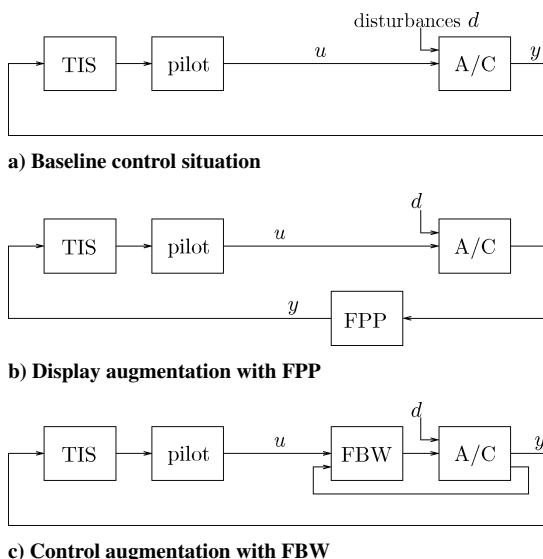 disturbances d
TIS
pilot
u
A/C
y
a) Baseline control situation
d
TIS
pilot
u
A/C
y
FPP
b) Display augmentation with FPP
d
TIS
pilot
u
FBW
A/C
y
c) Control augmentation with FBW